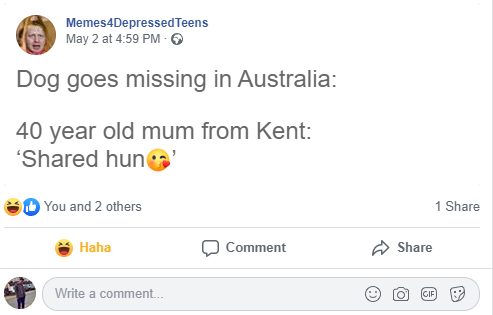 Memes4DepressedTeens
May 2 at 4:59 PM ·
Dog goes missing in Australia:
40 year old mum from Kent:
‘Shared hun😘’
You and 2 others
1 Share
Haha
Comment
Share
Write a comment...
GIF